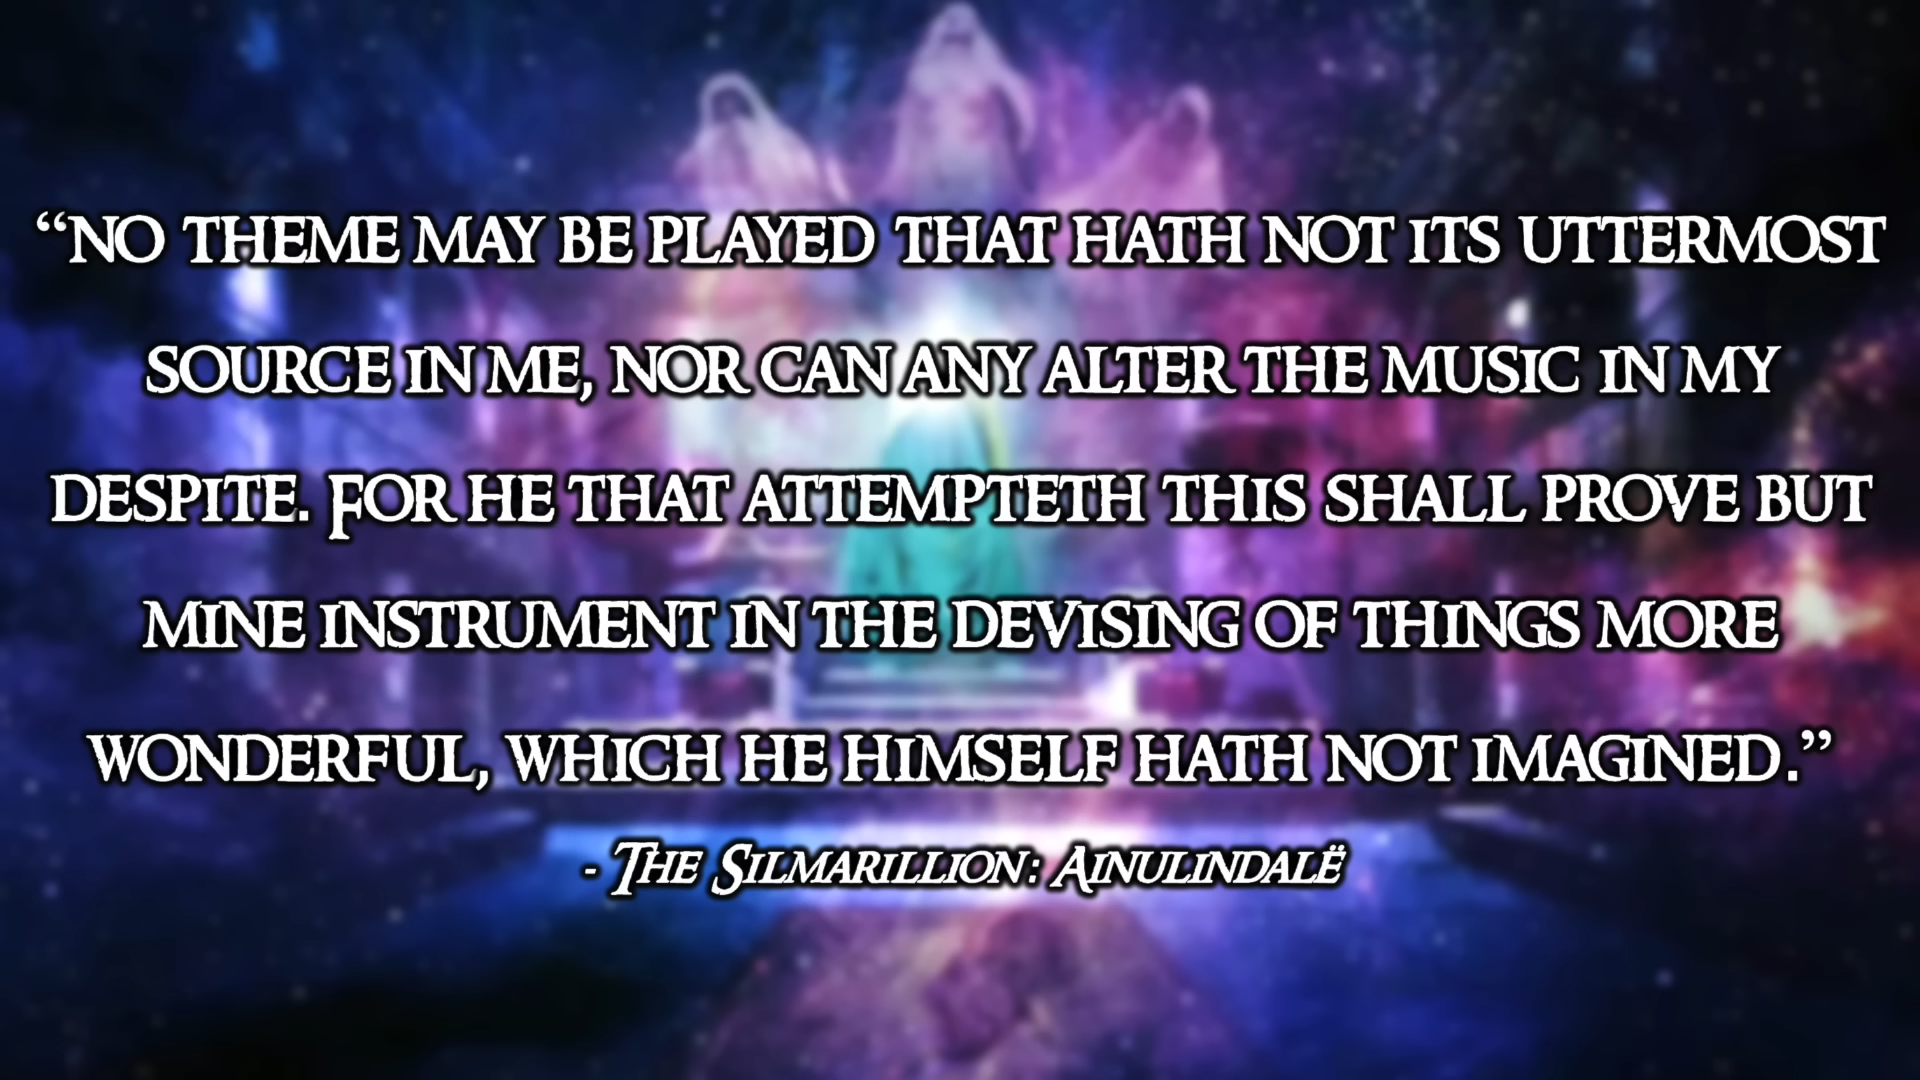 “NO THEME MAY BE PLAYED THAT HATH NOT ITS UTTERMOST
SOURCE IN ME, NOR CAN ANY ALTER THE MUSIC IN MY
DESPITE. FOR HE THAT ATTEMPTETH THIS SHALL PROVE BUT
MINE INSTRUMENT IN THE DEVISING OF THINGS MORE
WONDERFUL, WHICH HE HIMSELF HATH NOT IMAGINED.”
- THE SILMARILLION: AINULINDALË